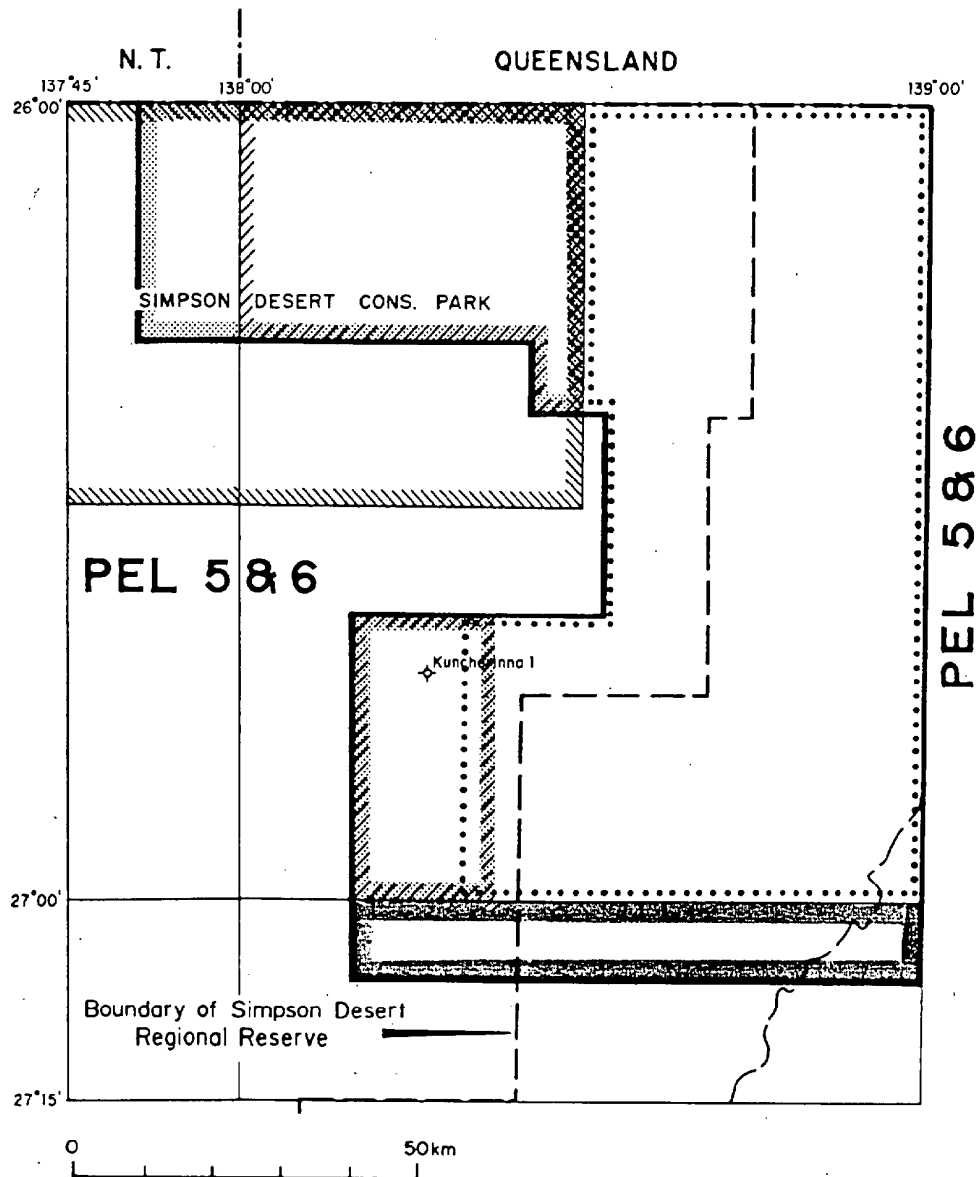 N. T.
QUEENSLAND
137°45'
138°00'
139°00'
26°00'
SIMPSON DESERT CONS. PARK
PEL 5 & 6
PEL 5 & 6
Kuncherinna 1
27°00'
Boundary of Simpson Desert
Regional Reserve
27°15'
0
50km